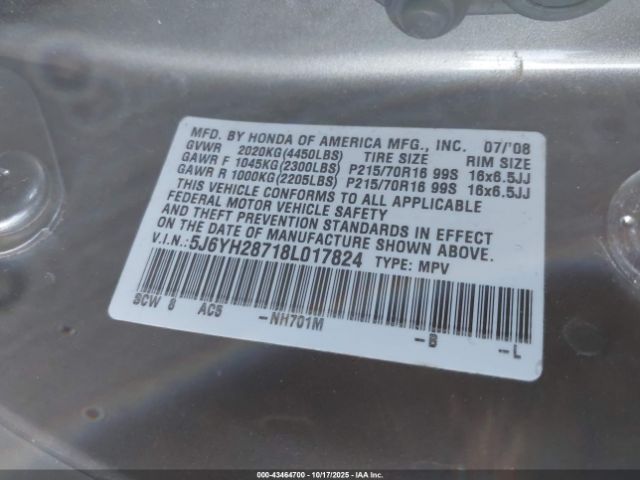 MFD. BY HONDA OF AMERICA MFG., INC. 07/'08
GVWR 2020KG(4450LBS) TIRE SIZE RIM SIZE
GAWR F 1045KG(2300LBS) P215/70R16 99S 16x6.5JJ
GAWR R 1000KG(2205LBS) P215/70R16 99S 16x6.5JJ
THIS VEHICLE CONFORMS TO ALL APPLICABLE
FEDERAL MOTOR VEHICLE SAFETY
AND THEFT PREVENTION STANDARDS IN EFFECT
ON THE DATE OF MANUFACTURE SHOWN ABOVE.
V.I.N.: 5J6YH28718L017824 TYPE: MPV
SCW 8 AC5 -NH701M -B -L
000-43464700 - 10/17/2025 - IAAI.COM